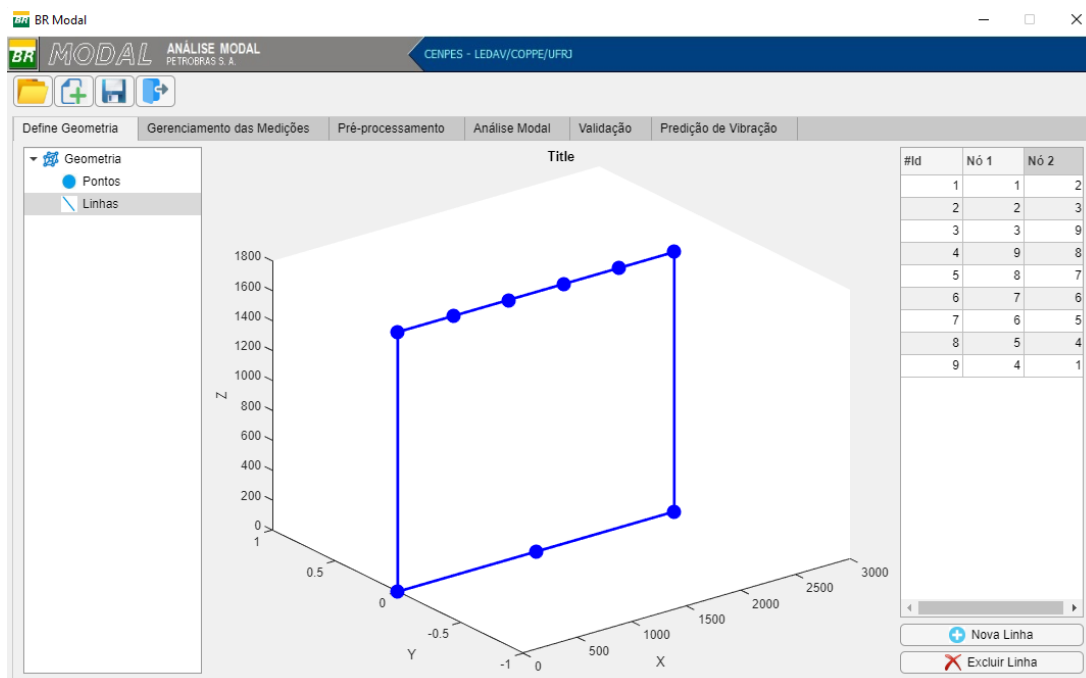 BR Modal
BR MODAL ANÁLISE MODAL
PETROBRAS S. A.
CENPES - LEDAV/COPPE/UFRJ
Define Geometria Gerenciamento das Medições Pré-processamento Análise Modal Validação Predição de Vibração
Geometria
Pontos
Linhas
Title
1800
1600
1400
1200
1000
800
600
400
200
0
Z
1
0.5
0
-0.5
-1
Y
0
500
1000
1500
2000
2500
3000
X
#Id Nó 1 Nó 2
1 1 2
2 2 3
3 3 9
4 9 8
5 8 7
6 7 6
7 6 5
8 5 4
9 4 1
Nova Linha
Excluir Linha